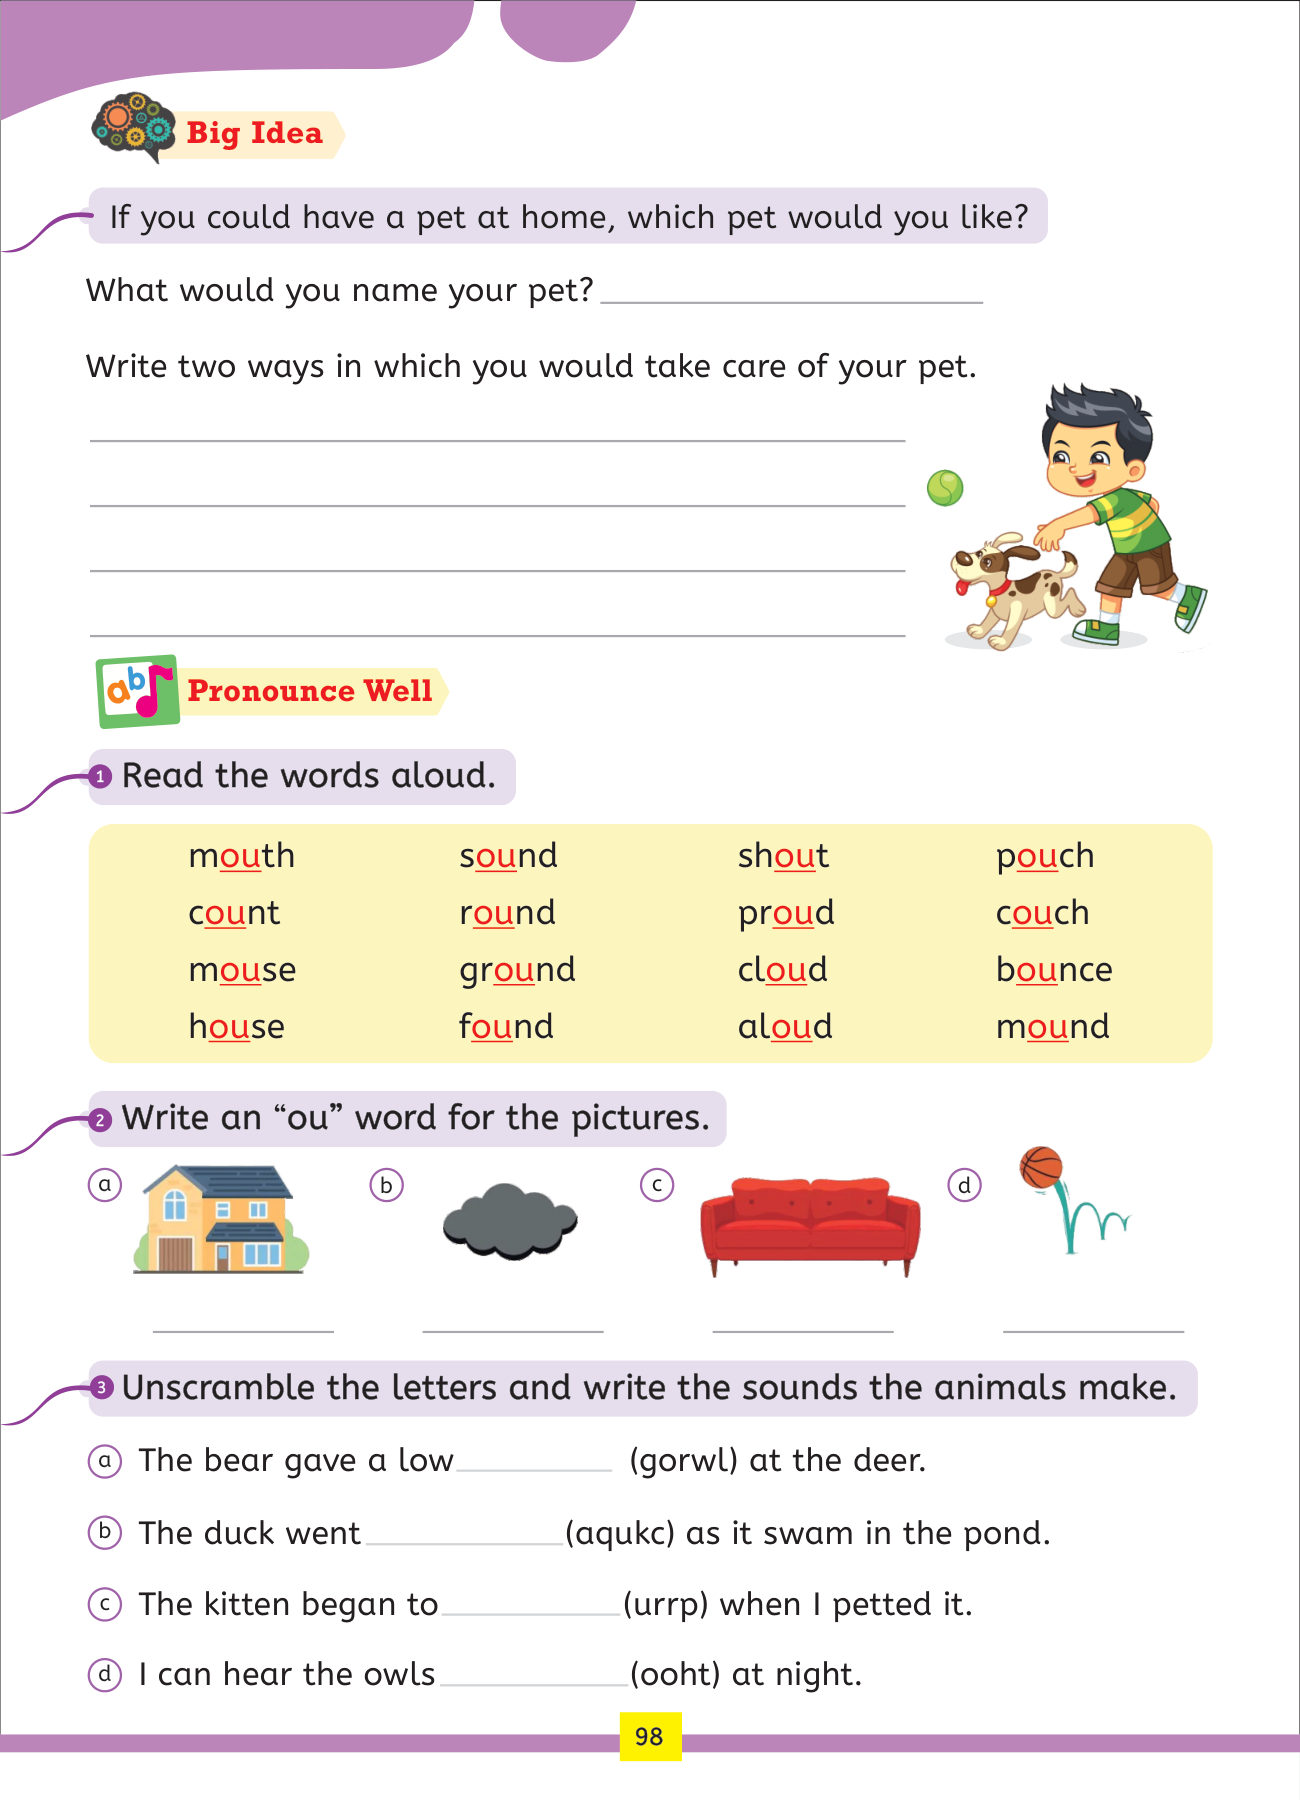 Big Idea
If you could have a pet at home, which pet would you like?
What would you name your pet?
Write two ways in which you would take care of your pet.
ab
Pronounce Well
1 Read the words aloud.
mouth sound shout pouch
count round proud couch
mouse ground cloud bounce
house found aloud mound
2 Write an “ou” word for the pictures.
a b c d
3 Unscramble the letters and write the sounds the animals make.
a The bear gave a low (gorwl) at the deer.
b The duck went (aqukc) as it swam in the pond.
c The kitten began to (urrp) when I petted it.
d I can hear the owls (ooht) at night.
98